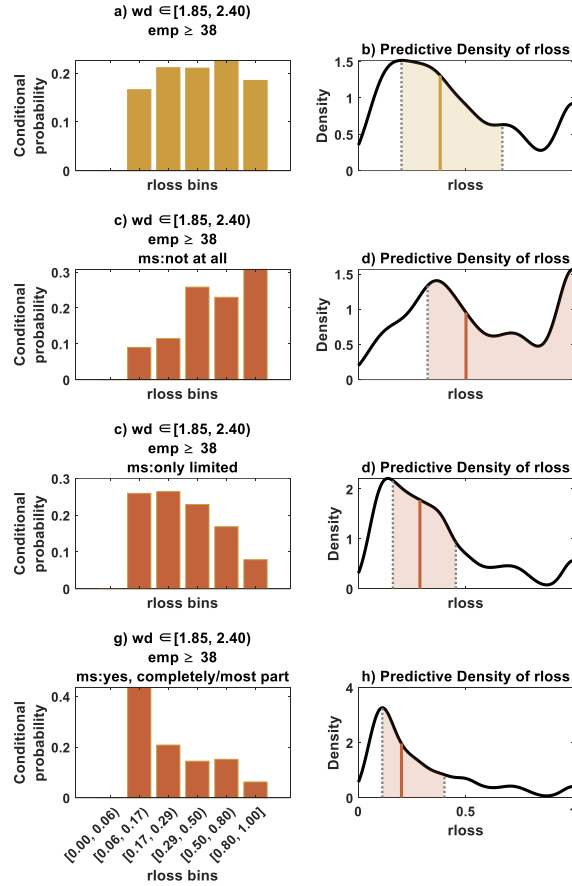 a) wd ∈[1.85, 2.40)
emp ≥ 38
Conditional
probability
0.2
0.1
0
rloss bins
b) Predictive Density of rloss
Density
1.5
1
0.5
0
rloss
c) wd ∈[1.85, 2.40)
emp ≥ 38
ms:not at all
Conditional
probability
0.3
0.2
0.1
0
rloss bins
d) Predictive Density of rloss
Density
1.5
1
0.5
0
rloss
c) wd ∈[1.85, 2.40)
emp ≥ 38
ms:only limited
Conditional
probability
0.3
0.2
0.1
0
rloss bins
d) Predictive Density of rloss
Density
2
1
0
rloss
g) wd ∈[1.85, 2.40)
emp ≥ 38
ms:yes, completely/most part
Conditional
probability
0.4
0.2
0
[0.00, 0.06)
[0.06, 0.17)
[0.17, 0.29)
[0.29, 0.50)
[0.50, 0.80)
[0.80, 1.00]
rloss bins
h) Predictive Density of rloss
Density
4
2
0
0
0.5
1
rloss